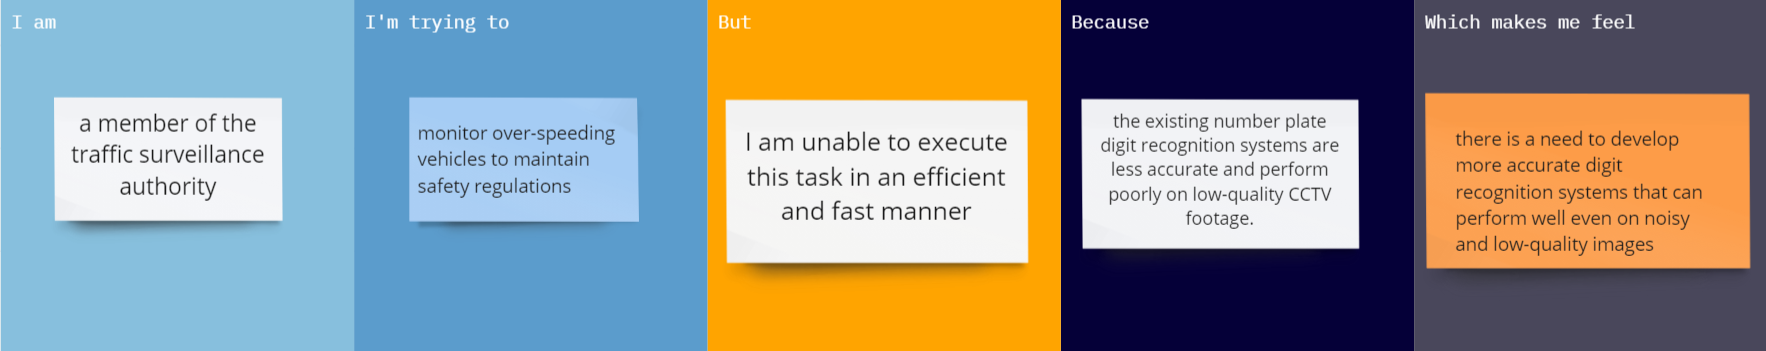 I am
a member of the
traffic surveillance
authority
I'm trying to
monitor over-speeding
vehicles to maintain
safety regulations
But
I am unable to execute
this task in an efficient
and fast manner
Because
the existing number plate
digit recognition systems are
less accurate and perform
poorly on low-quality CCTV
footage.
Which makes me feel
there is a need to develop
more accurate digit
recognition systems that can
perform well even on noisy
and low-quality images